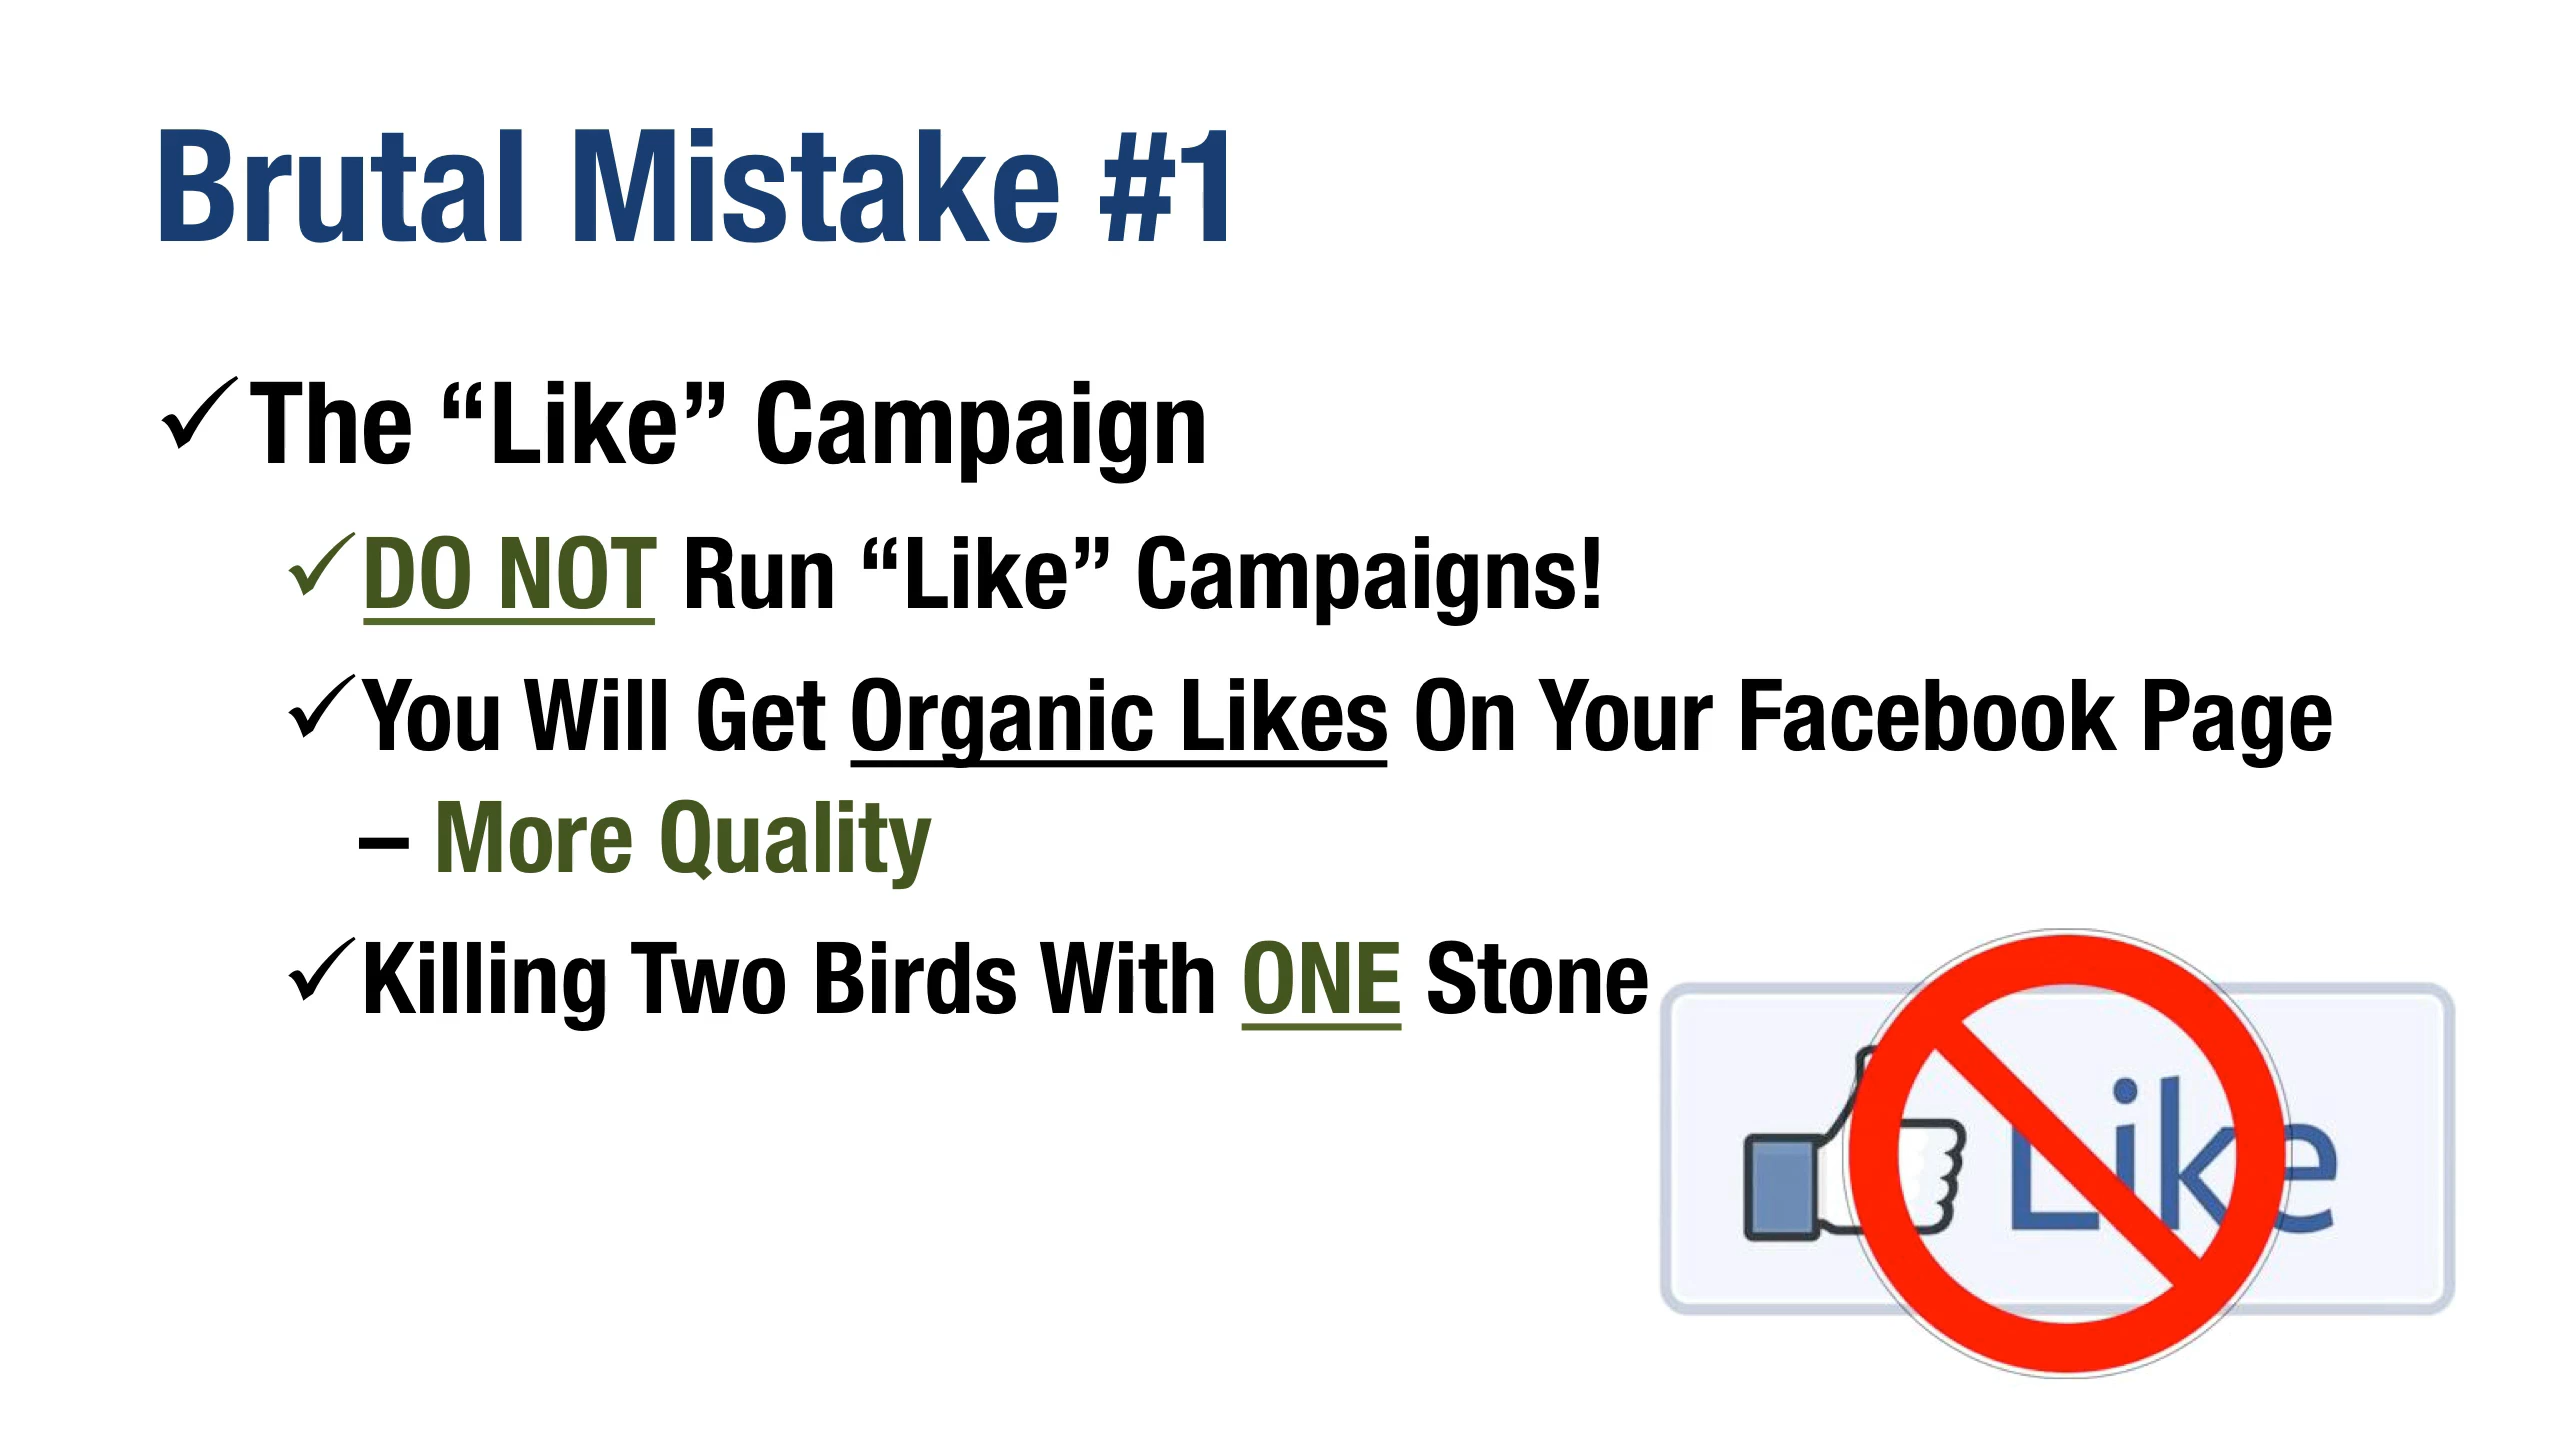 Brutal Mistake #1
✓The “Like” Campaign
✓DO NOT Run “Like” Campaigns!
✓You Will Get Organic Likes On Your Facebook Page
– More Quality
✓Killing Two Birds With ONE Stone
Like